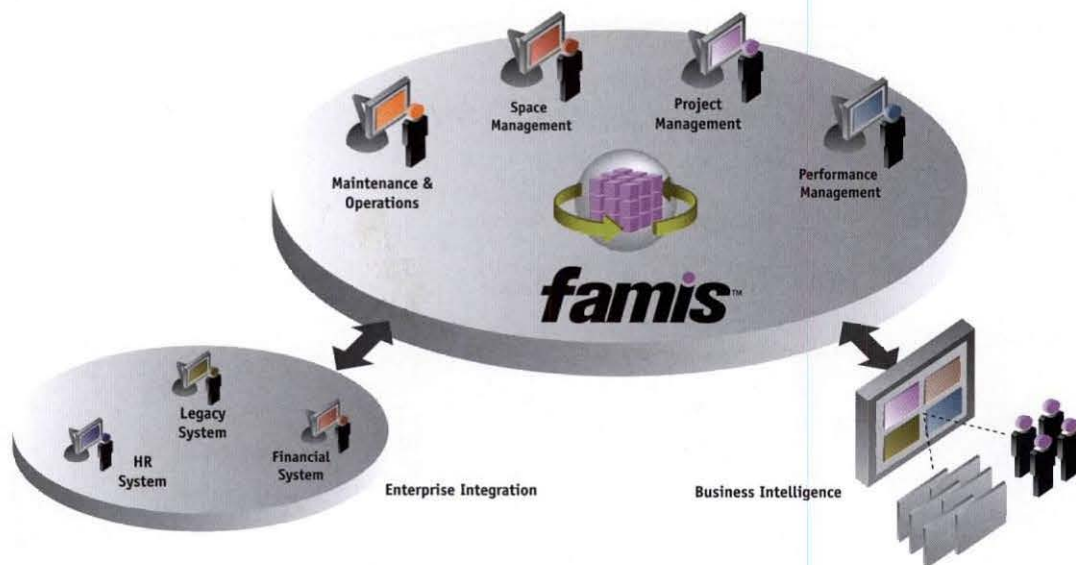 Space
Management
Project
Management
Maintenance &
Operations
Performance
Management
famis™
Legacy
System
HR
System
Financial
System
Enterprise Integration
Business Intelligence